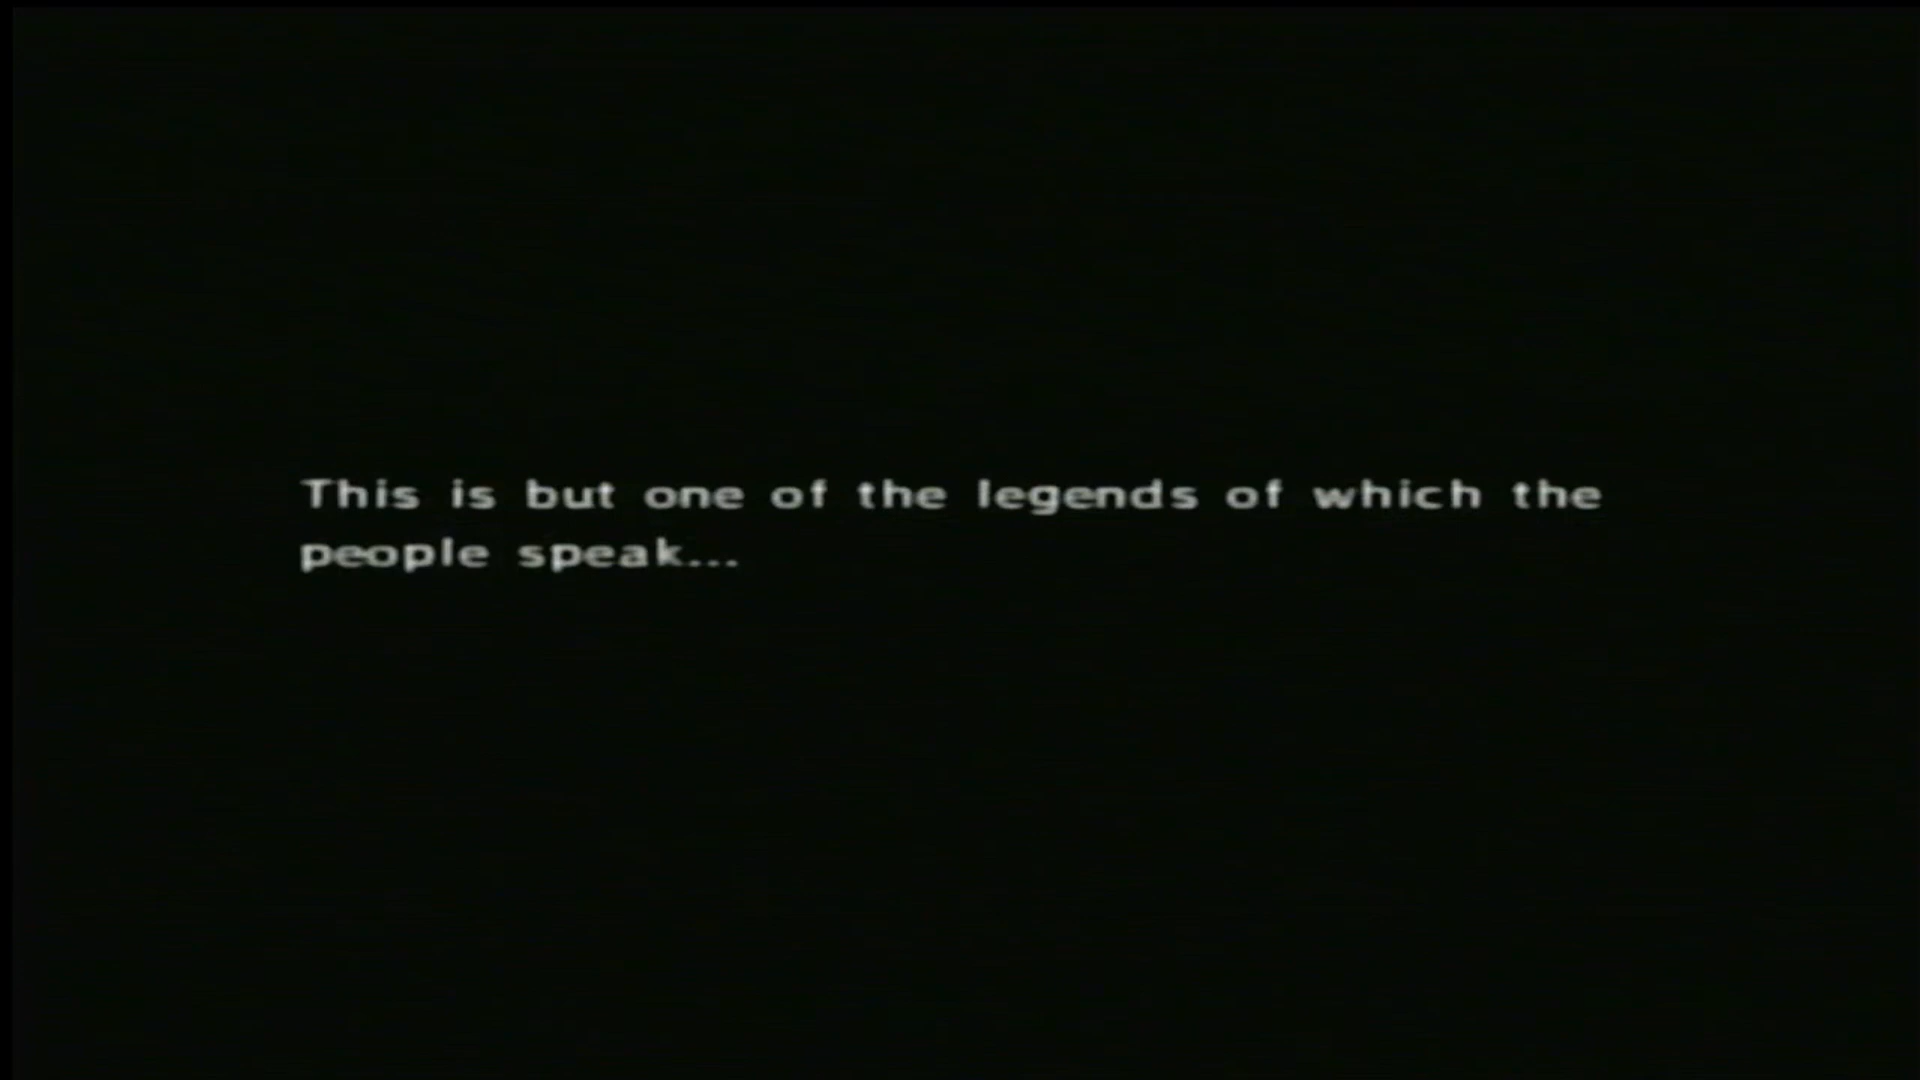 This is but one of the legends of which the
people speak...